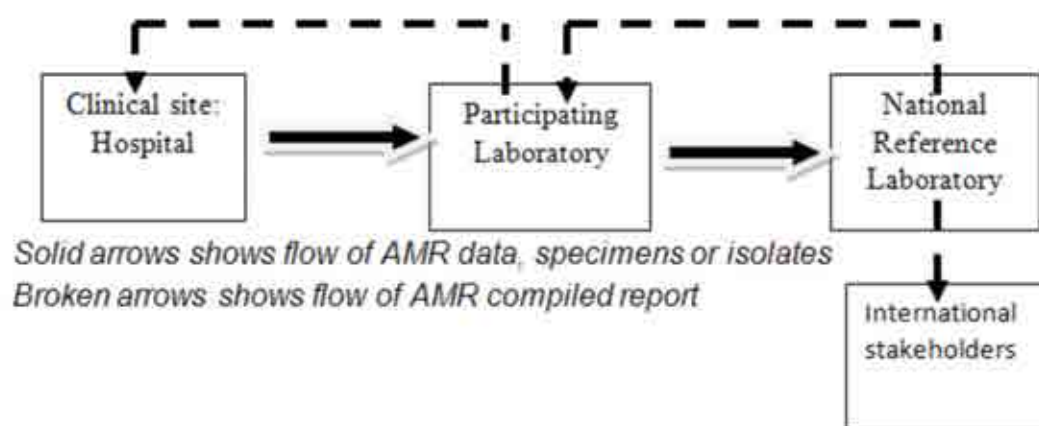 Clinical site:
Hospital
Participating
Laboratory
National
Reference
Laboratory
Solid arrows shows flow of AMR data, specimens or isolates
Broken arrows shows flow of AMR compiled report
International
stakeholders